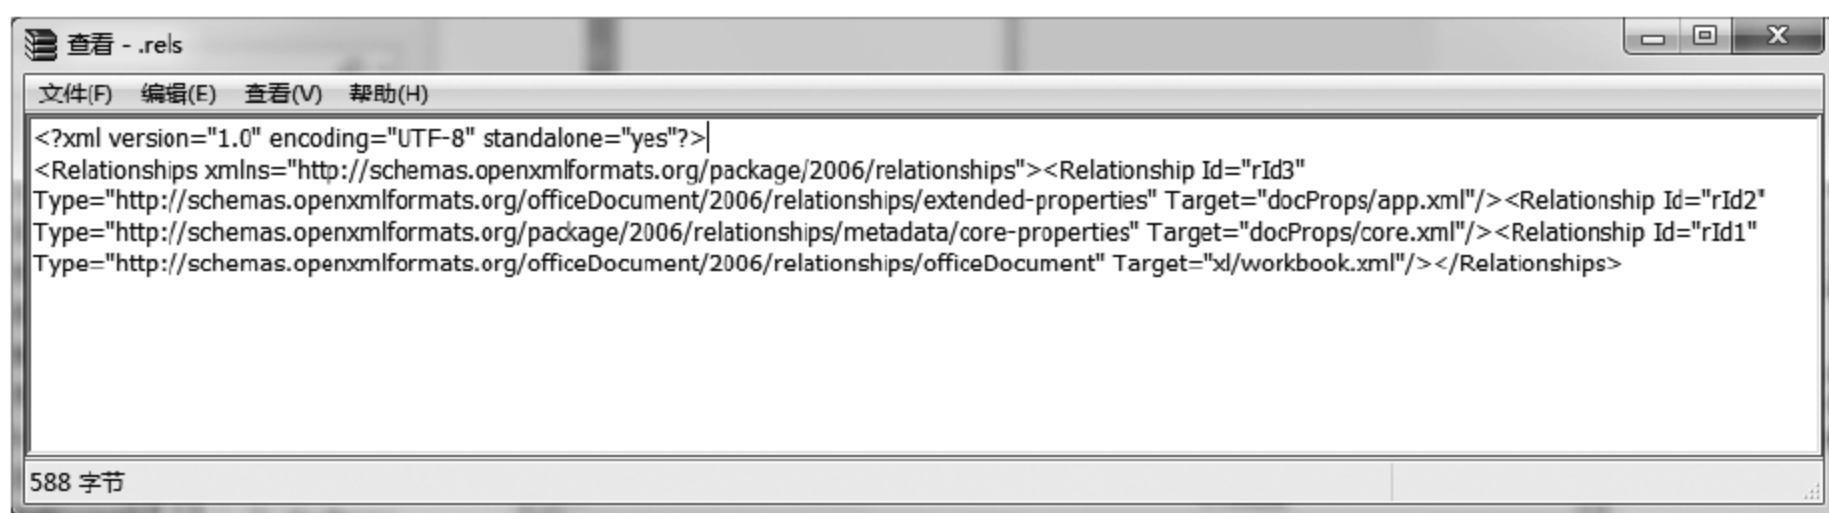 查看 - .rels
文件(F) 编辑(E) 查看(V) 帮助(H)
<?xml version="1.0" encoding="UTF-8" standalone="yes"?>
<Relationships xmlns="http://schemas.openxmlformats.org/package/2006/relationships"><Relationship Id="rId3"
Type="http://schemas.openxmlformats.org/officeDocument/2006/relationships/extended-properties" Target="docProps/app.xml"/><Relationship Id="rId2"
Type="http://schemas.openxmlformats.org/package/2006/relationships/metadata/core-properties" Target="docProps/core.xml"/><Relationship Id="rId1"
Type="http://schemas.openxmlformats.org/officeDocument/2006/relationships/officeDocument" Target="xl/workbook.xml"/></Relationships>
588 字节